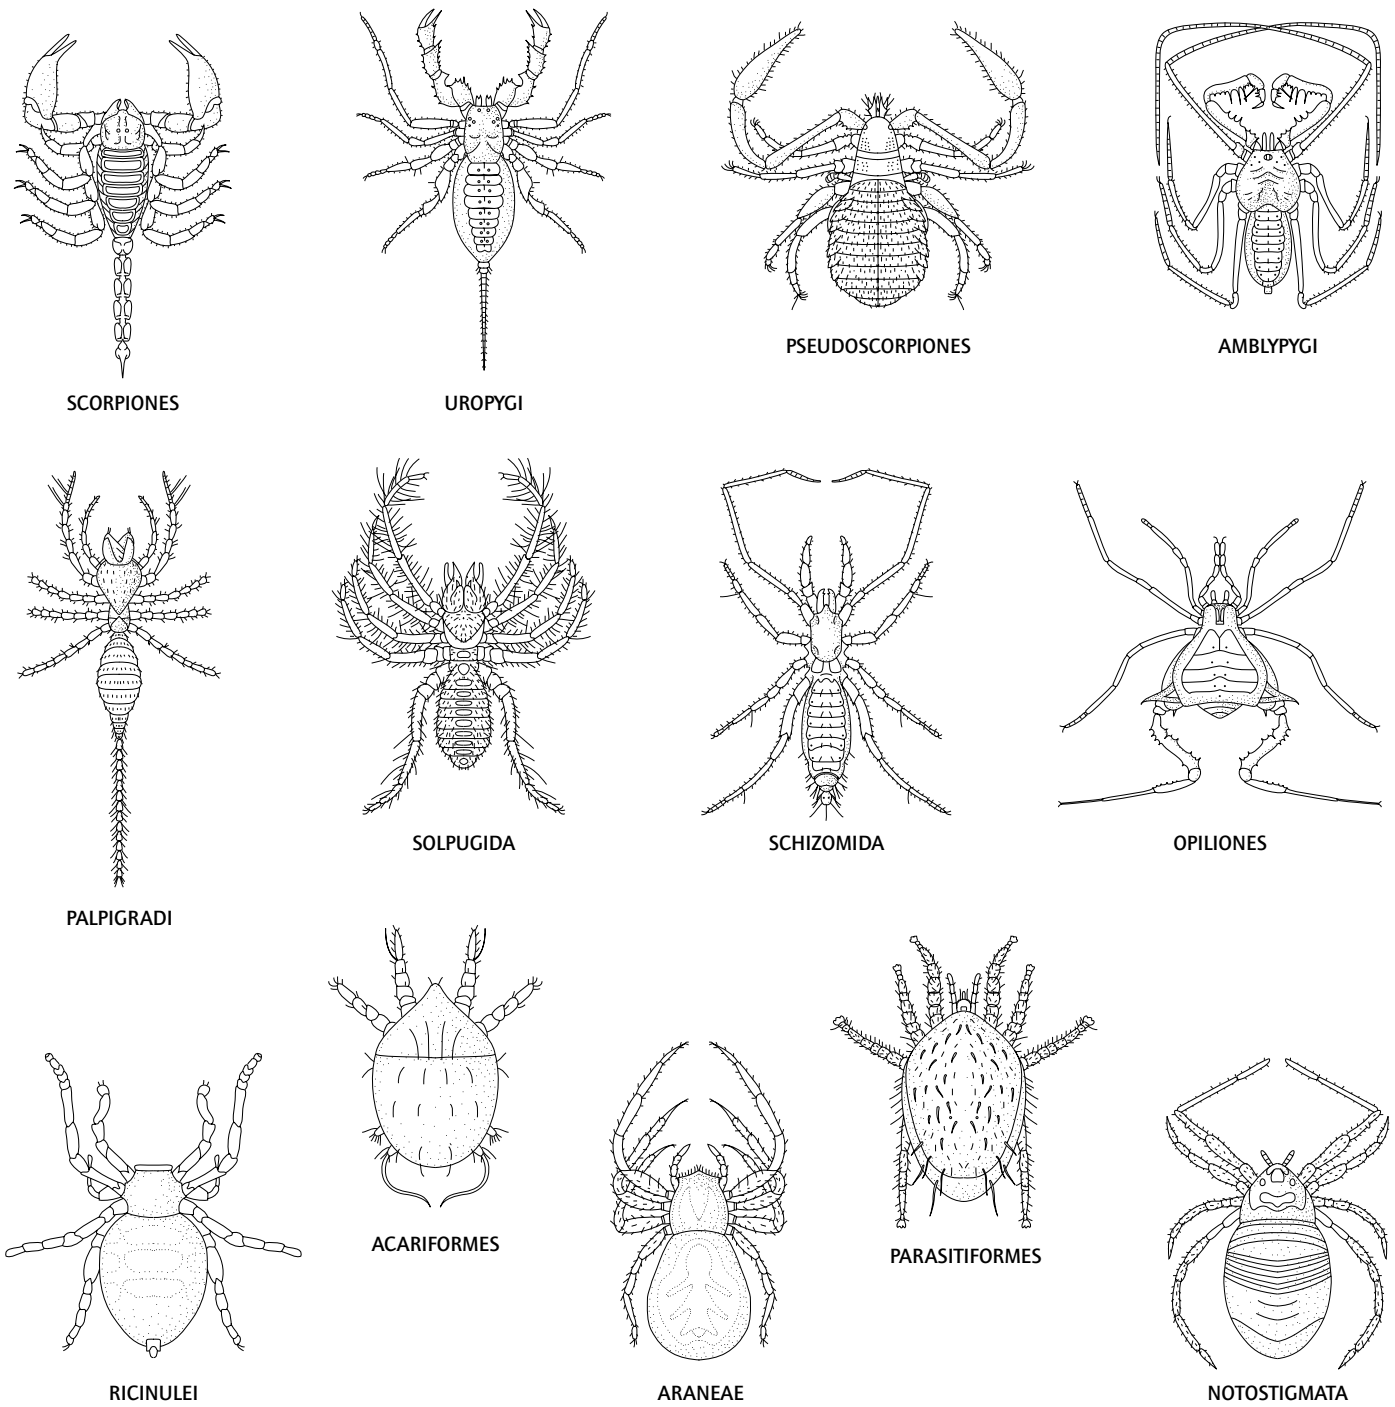 PSEUDOSCORPIONES
AMBLYPYGI
SCORPIONES
UROPYGI
SOLPUGIDA
SCHIZOMIDA
OPILIONES
PALPIGRADI
ACARIFORMES
PARASITIFORMES
RICINULEI
ARANEAE
NOTOSTIGMATA